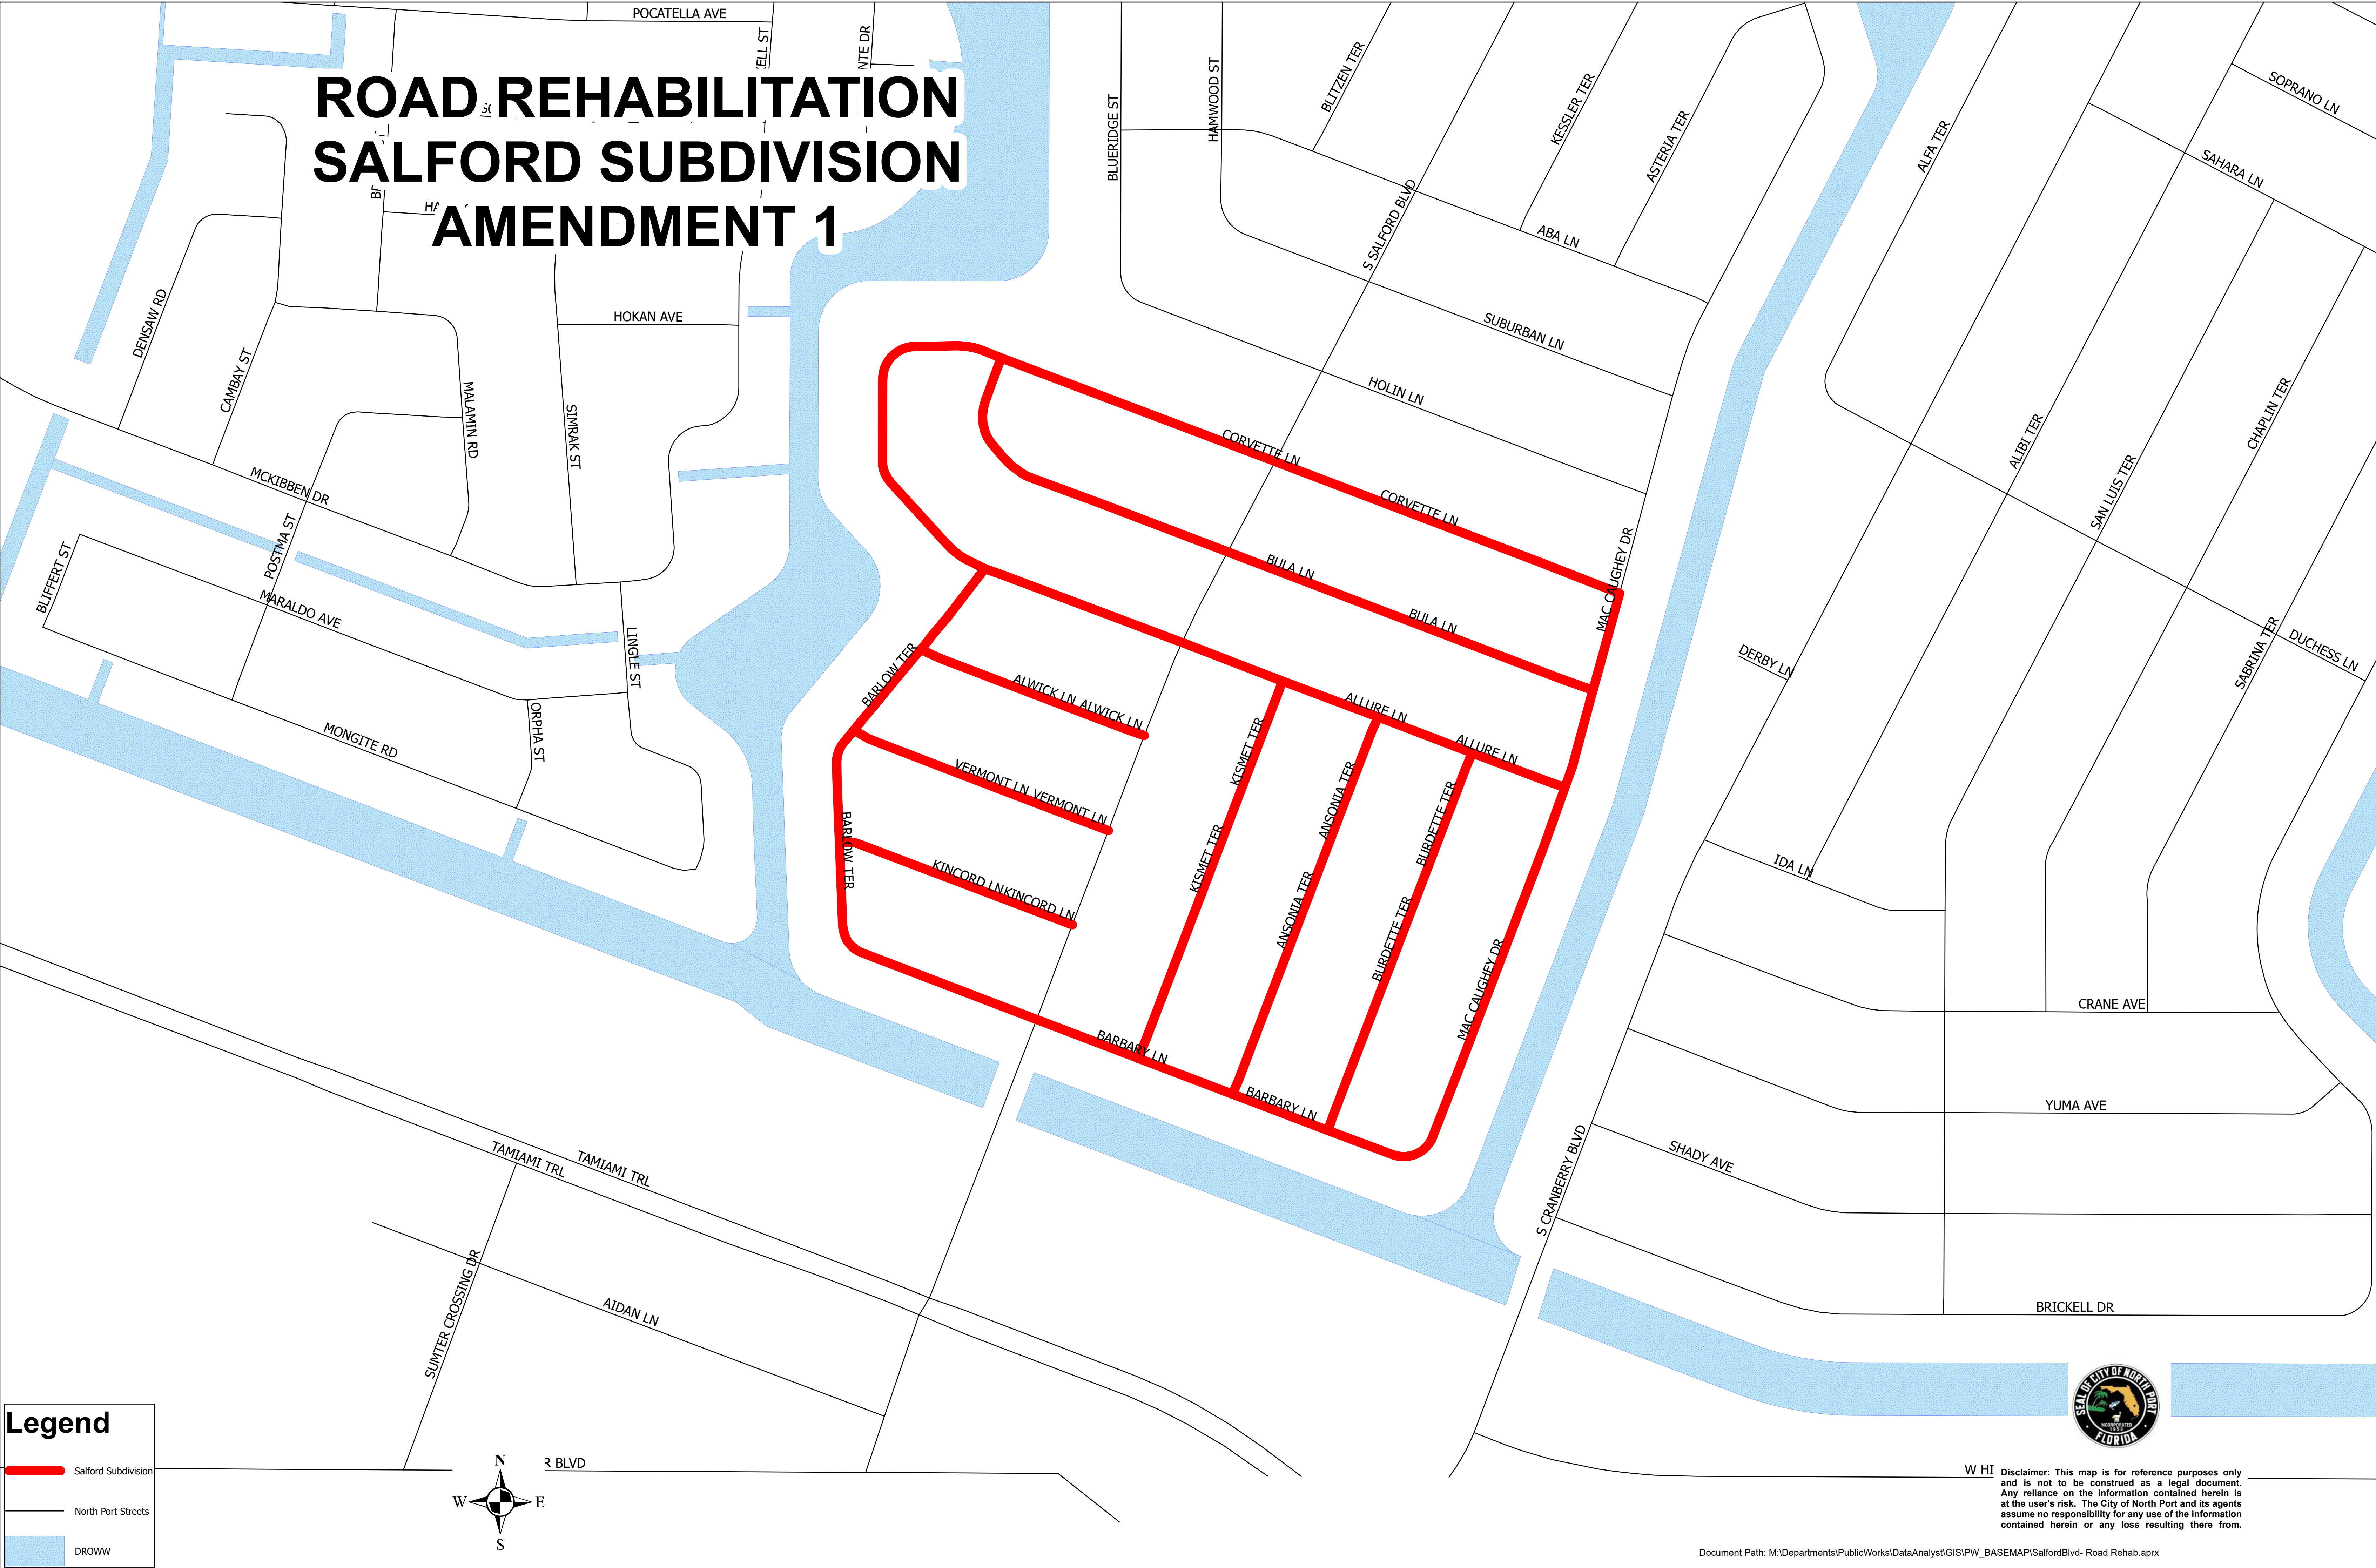 POCATELLA AVE
ROAD REHABILITATION
SALFORD SUBDIVISION
AMENDMENT 1
BLUERIDGE ST
HAMWOOD ST
BLITZEN TER
S SALFORD BLVD
KESSLER TER
ASTERIA TER
ABA LN
SUBURBAN LN
HOLIN LN
ALFA TER
SOPRANO LN
SAHARA LN
DENSAW RD
CAMBAY ST
HOKAN AVE
MALAMIN RD
SIMRAK ST
MCKIBBEN DR
POSTMA ST
BLIFFERT ST
MARALDO AVE
LINGLE ST
ORPHA ST
MONGITE RD
CORVETTE LN
CORVETTE LN
MAC CAUGHEY DR
BULA LN
BULA LN
ALIBI TER
SAN LUIS TER
CHAPLIN TER
DERBY LN
SABRINA TER
DUCHESS LN
BARLOW TER
ALWICK LN ALWICK LN
ALLURE LN
ALLURE LN
VERMONT LN VERMONT LN
BARLOW TER
KINCORD LN KINCORD LN
KISMET TER
KISMET TER
ANSONIA TER
ANSONIA TER
BURDETTE TER
BURDETTE TER
MAC CAUGHEY DR
BARBARY LN
BARBARY LN
IDA LN
CRANE AVE
YUMA AVE
SHADY AVE
S CRANBERRY BLVD
BRICKELL DR
TAMIAMI TRL
TAMIAMI TRL
SUMTER CROSSING DR
AIDAN LN
Legend
Salford Subdivision
North Port Streets
DROWW
N
W E
S
R BLVD
SEAL OF CITY OF NORTH PORT
INCORPORATED
FLORIDA
W HI
Disclaimer: This map is for reference purposes only
and is not to be construed as a legal document.
Any reliance on the information contained herein is
at the user's risk. The City of North Port and its agents
assume no responsibility for any use of the information
contained herein or any loss resulting there from.
Document Path: M:\Departments\PublicWorks\DataAnalyst\GIS\PW_BASEMAP\SalfordBlvd- Road Rehab.aprx